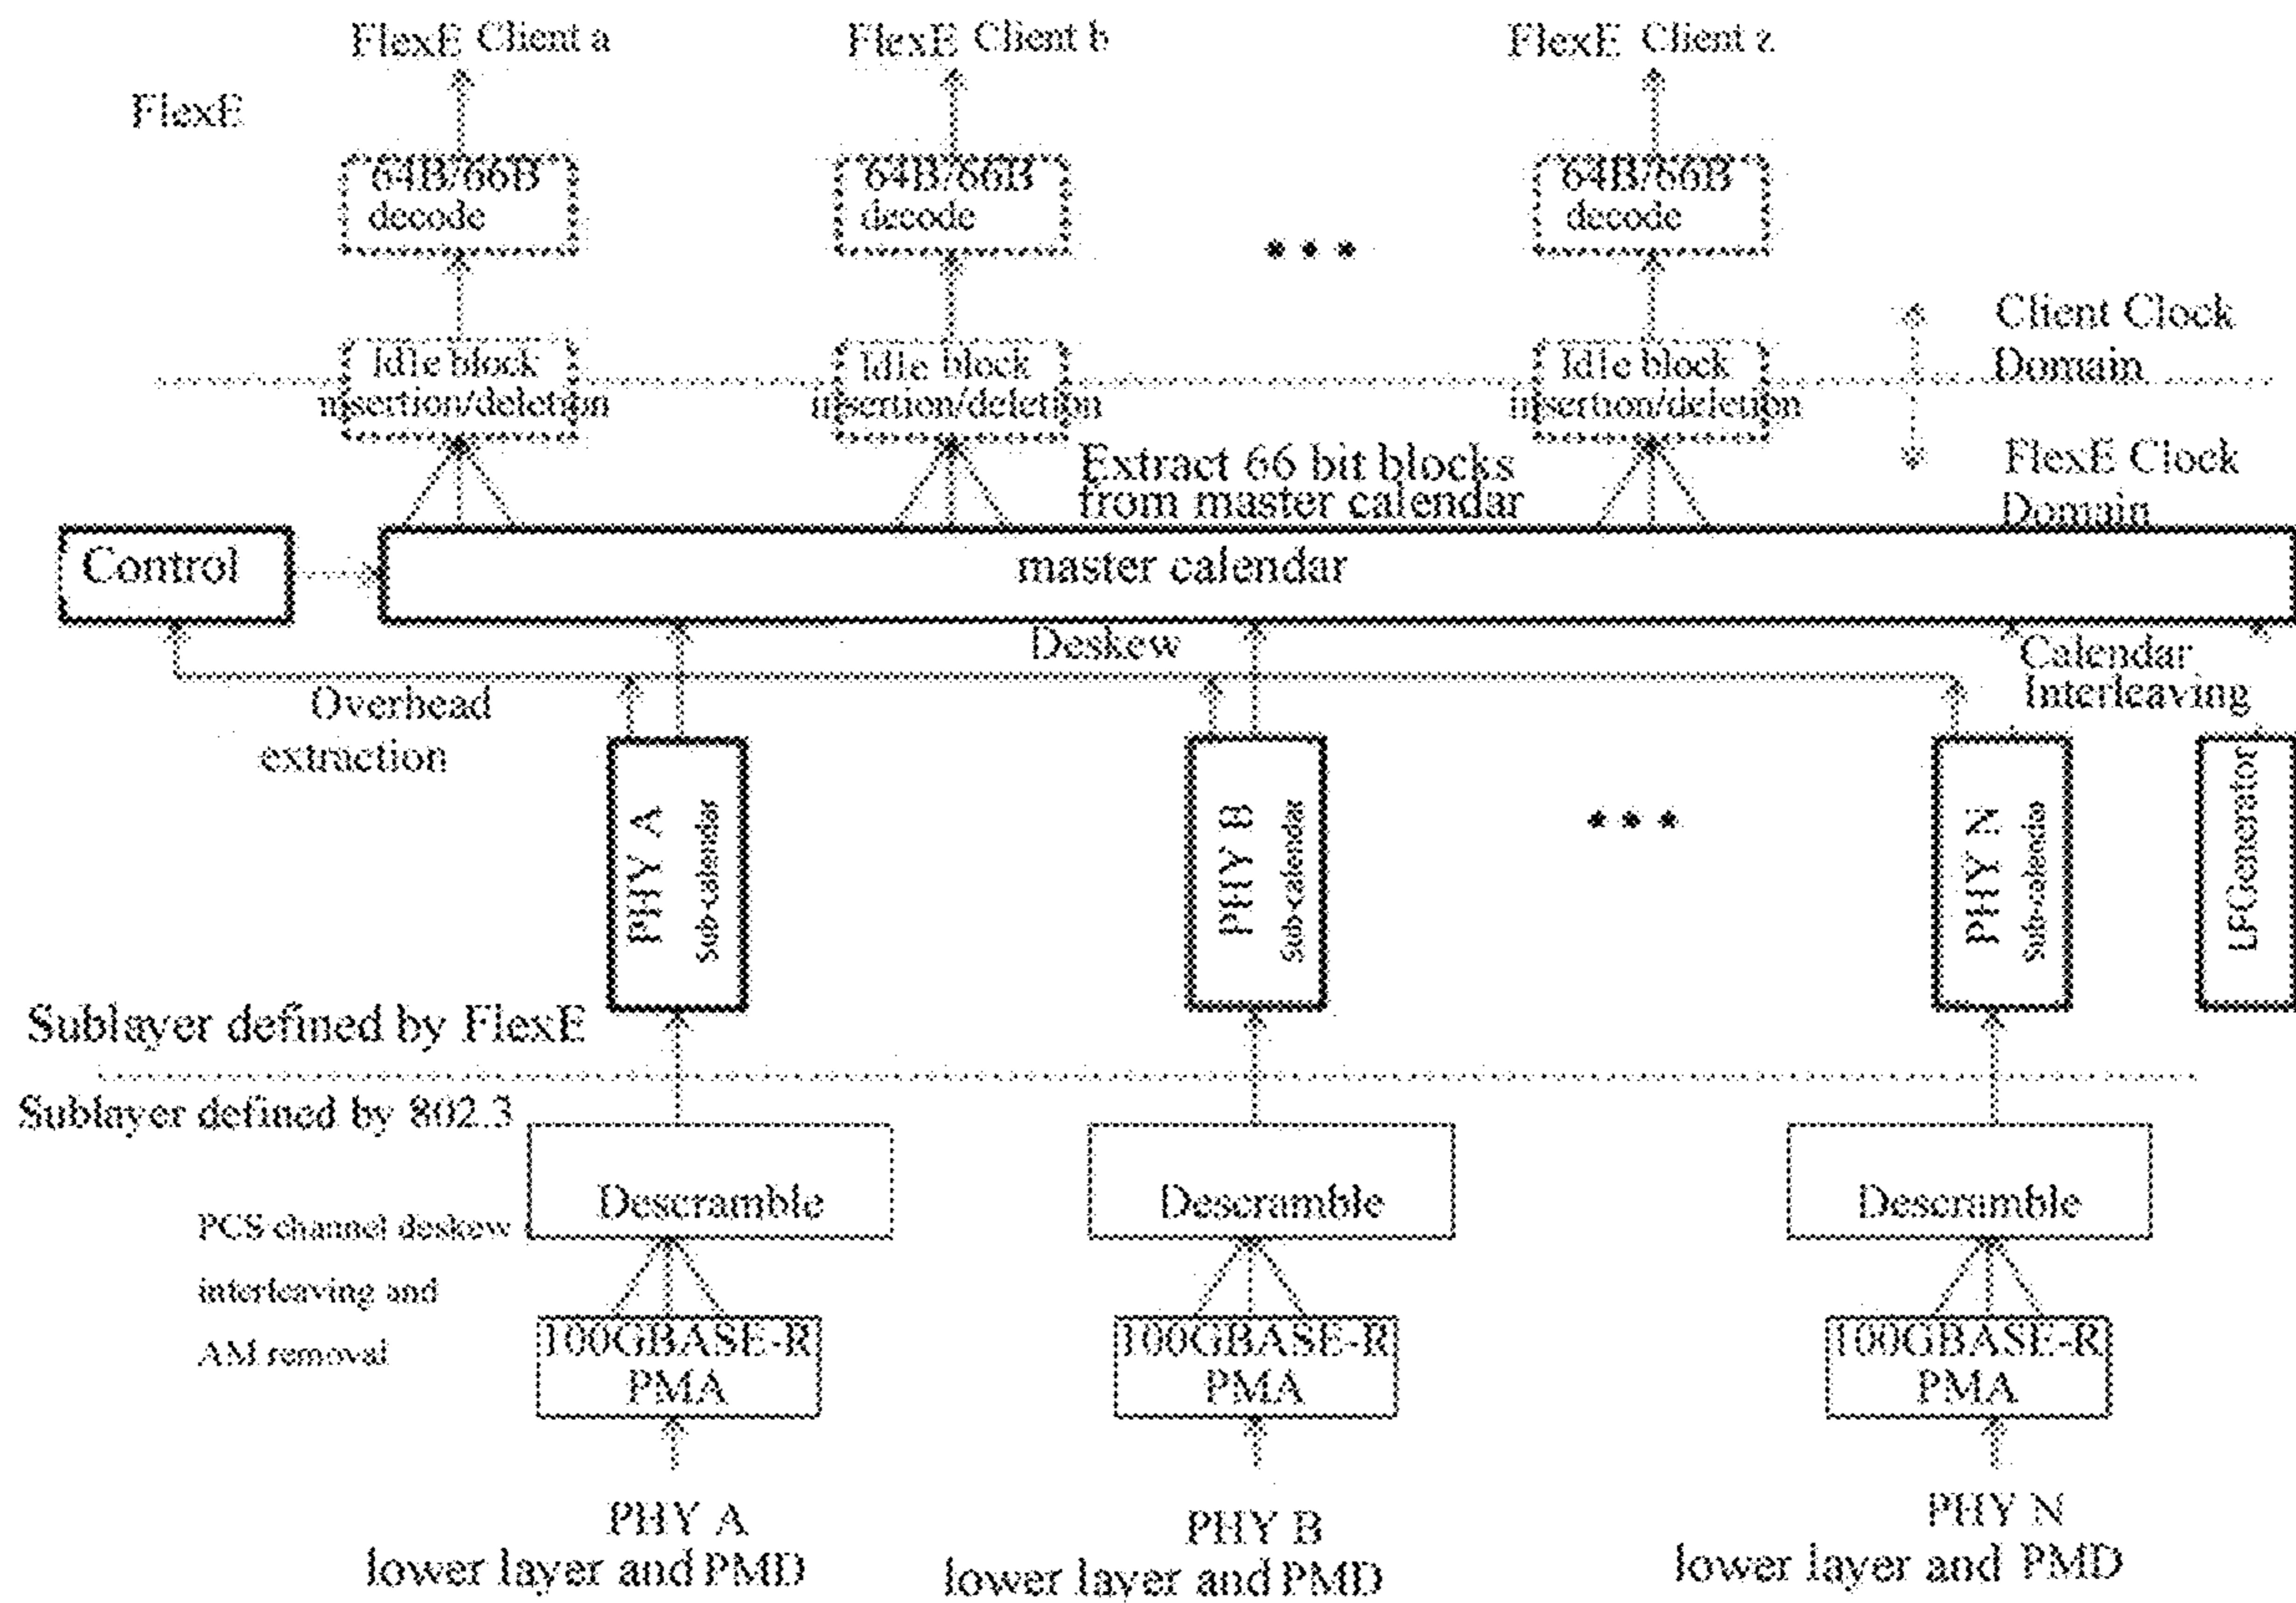 FlexE Client a
FlexE Client b
FlexE Client z
FlexE
64B/66B
decode
64B/66B
decode
64B/66B
decode
Client Clock
Domain
Idle block
insertion/deletion
Idle block
insertion/deletion
Idle block
insertion/deletion
Extract 66 bit blocks
from master calendar
FlexE Clock
Domain
Control
master calendar
Deskew
Calendar
Interleaving
Overhead
extraction
PHY A
Sub-calendar
PHY B
Sub-calendar
PHY N
Sub-calendar
LFGenerator
Sublayer defined by FlexE
Sublayer defined by 802.3
Descramble
Descramble
Descramble
PCS channel deskew
interleaving and
AM removal
100GBASE-R
PMA
100GBASE-R
PMA
100GBASE-R
PMA
PHY A
lower layer and PMD
PHY B
lower layer and PMD
PHY N
lower layer and PMD